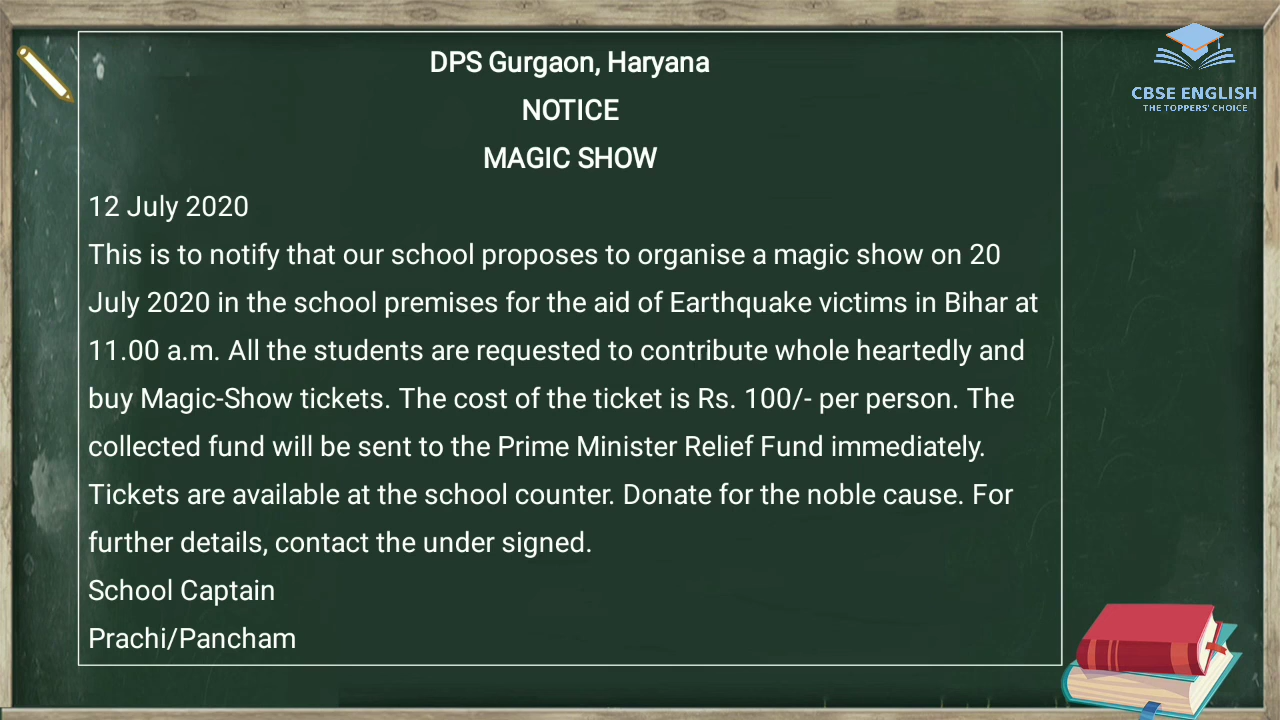 DPS Gurgaon, Haryana
NOTICE
MAGIC SHOW
12 July 2020
This is to notify that our school proposes to organise a magic show on 20
July 2020 in the school premises for the aid of Earthquake victims in Bihar at
11.00 a.m. All the students are requested to contribute whole heartedly and
buy Magic-Show tickets. The cost of the ticket is Rs. 100/- per person. The
collected fund will be sent to the Prime Minister Relief Fund immediately.
Tickets are available at the school counter. Donate for the noble cause. For
further details, contact the under signed.
School Captain
Prachi/Pancham
CBSE ENGLISH
THE TOPPERS' CHOICE